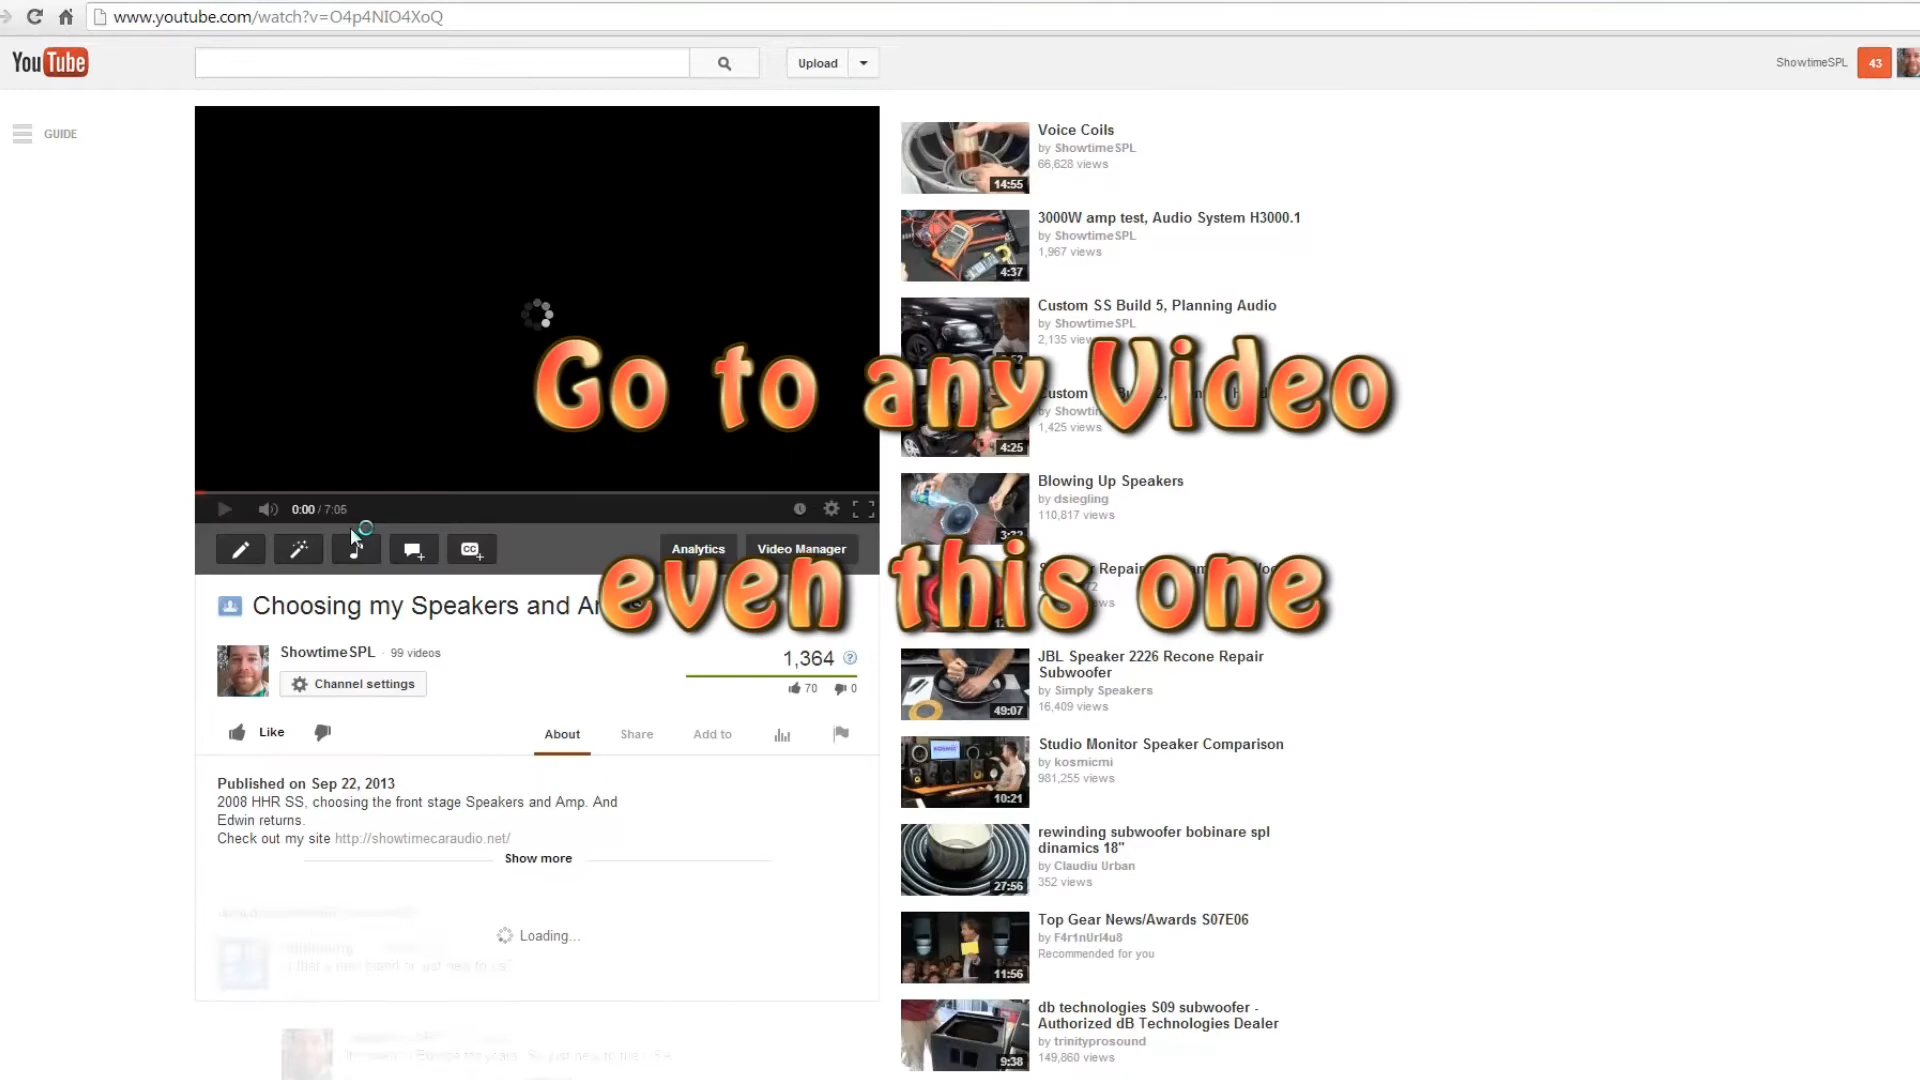 www.youtube.com/watch?v=O4p4NIO4XoQ
YouTube
Upload
ShowtimeSPL
43
GUIDE
0:00 / 7:05
CC
Analytics
Video Manager
Go to any Video
even this one
Choosing my Speakers and
ShowtimeSPL · 99 videos
Channel settings
1,364
70
0
Like
About
Share
Add to
Published on Sep 22, 2013
2008 HHR SS, choosing the front stage Speakers and Amp. And
Edwin returns.
Check out my site http://showtimecaraudio.net/
Show more
Loading...
Voice Coils
by ShowtimeSPL
66,628 views
14:55
3000W amp test, Audio System H3000.1
by ShowtimeSPL
1,967 views
4:37
Custom SS Build 5, Planning Audio
by ShowtimeSPL
2,135
Custom
by
1,425 views
4:25
Blowing Up Speakers
by dsiegling
110,817 views
Repair
JBL Speaker 2226 Recone Repair
Subwoofer
by Simply Speakers
16,409 views
49:07
Studio Monitor Speaker Comparison
by kosmicmi
981,255 views
10:21
rewinding subwoofer bobinare spl
dinamics 18"
by Claudiu Urban
352 views
27:56
Top Gear News/Awards S07E06
by F4r1nUrl4u8
Recommended for you
11:56
db technologies S09 subwoofer -
Authorized dB Technologies Dealer
by trinityprosound
149,860 views
9:38